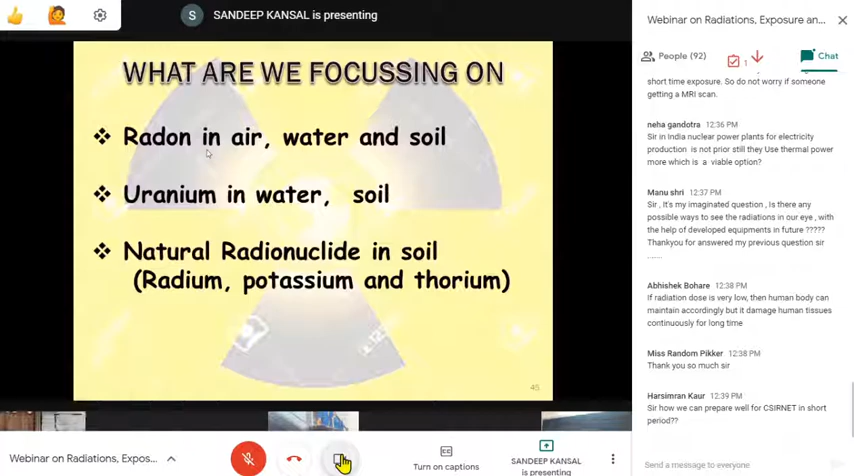 SANDEEP KANSAL is presenting
WHAT ARE WE FOCUSSING ON
Radon in air, water and soil
Uranium in water, soil
Natural Radionuclide in soil
(Radium, potassium and thorium)
45
Webinar on Radiations, Expos...
Turn on captions
SANDEEP KANSAL
is presenting
Webinar on Radiations, Exposure an...
People (92)
1
Chat
short time exposure. So do not worry if someone
getting a MRI scan.
neha gandotra 12:36 PM
Sir in India nuclear power plants for electricity
production is not prior still they Use thermal power
more which is a viable option?
Manu shri 12:37 PM
Sir , It's my imaginated question , Is there any
possible ways to see the radiations in our eye , with
the help of developed equipments in future ?????
Thankyou for answered my previous question sir
.......
Abhishek Bohare 12:38 PM
If radiation dose is very low, then human body can
maintain accordingly but it damage human tissues
continuously for long time
Miss Random Pikker 12:38 PM
Thank you so much sir
Harsimran Kaur 12:39 PM
Sir how we can prepare well for CSIRNET in short
period??
Send a message to everyone